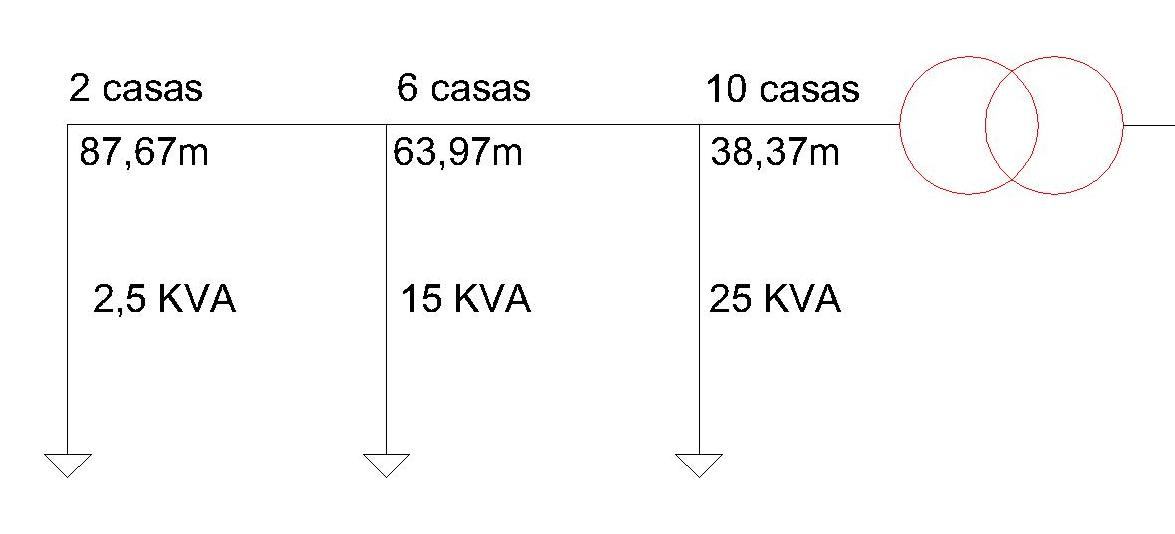 2 casas
6 casas
10 casas
87,67m
63,97m
38,37m
2,5 KVA
15 KVA
25 KVA